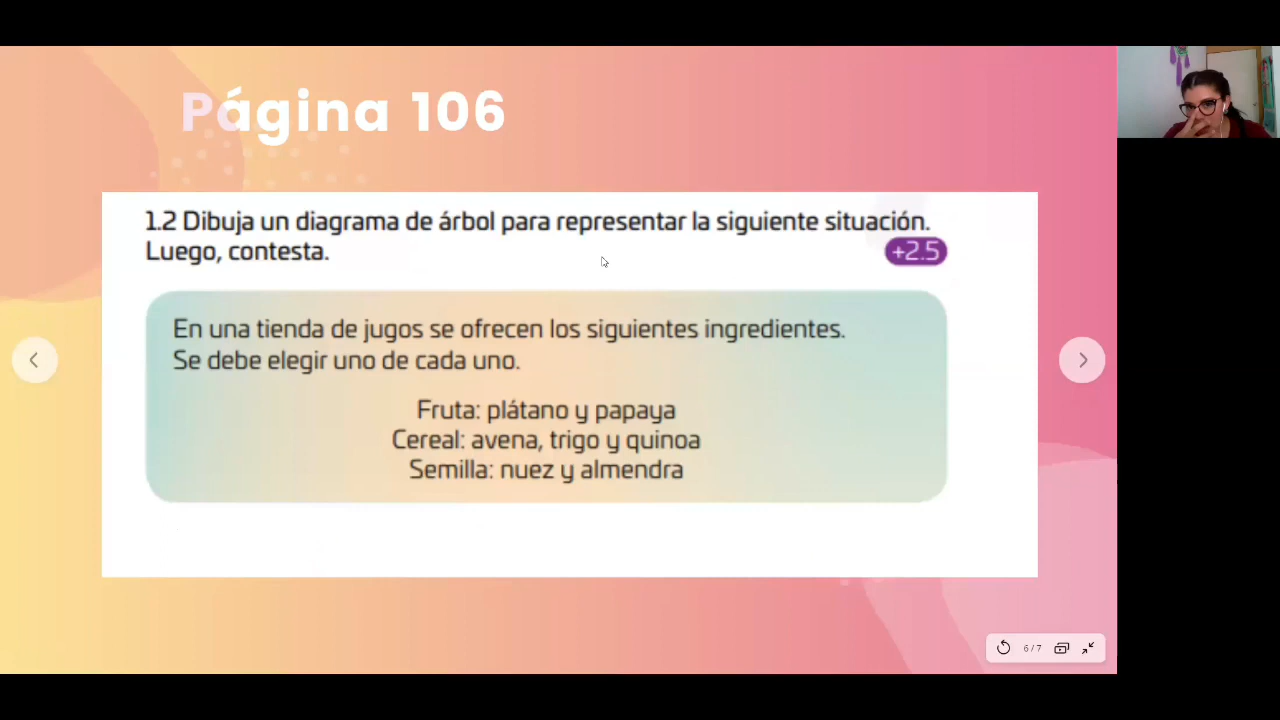 Página 106
1.2 Dibuja un diagrama de árbol para representar la siguiente situación.
Luego, contesta.
+2.5
En una tienda de jugos se ofrecen los siguientes ingredientes.
Se debe elegir uno de cada uno.
Fruta: plátano y papaya
Cereal: avena, trigo y quinoa
Semilla: nuez y almendra
6/7